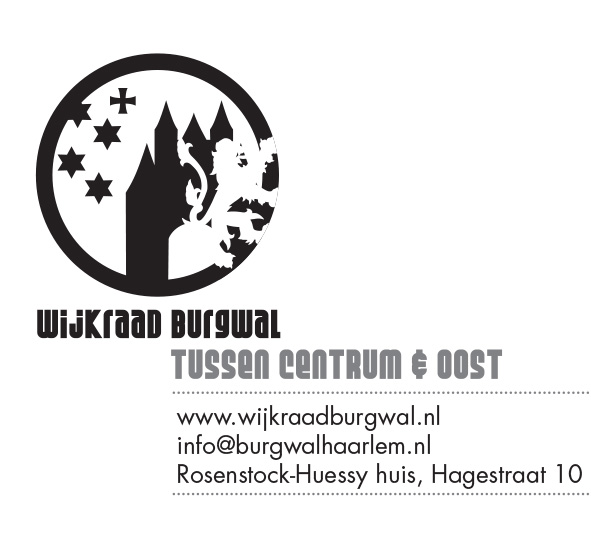 Wijkraad Burgwal
Tussen Centrum & Oost
www.wijkraadburgwal.nl
info@burgwalhaarlem.nl
Rosenstock-Huessy huis, Hagestraat 10